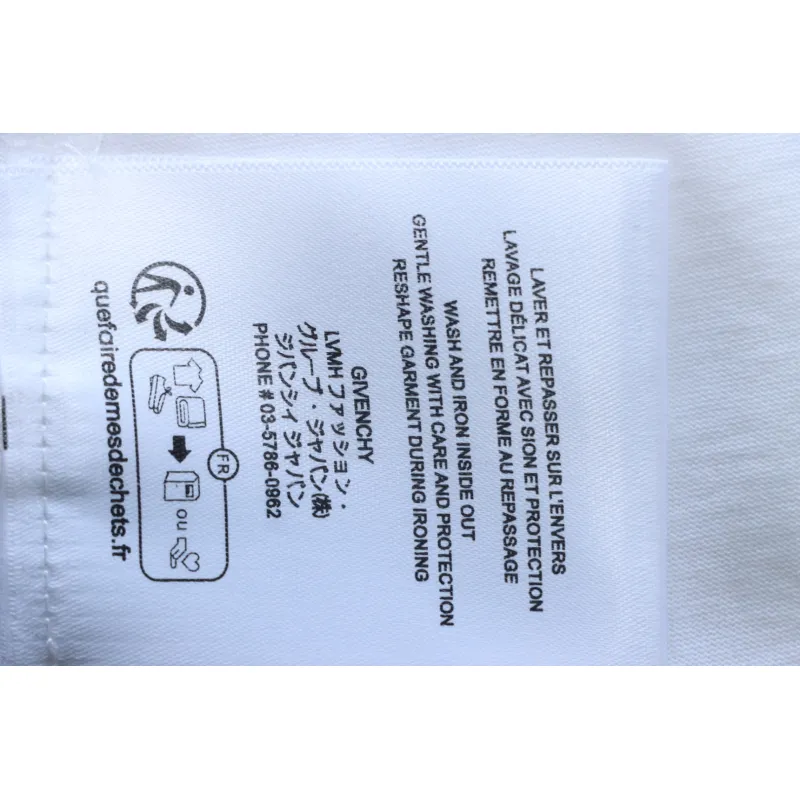 LAVER ET REPASSER SUR L'ENVERS
LAVAGE DÉLICAT AVEC SION ET PROTECTION
REMETTRE EN FORME AU REPASSAGE
WASH AND IRON INSIDE OUT
GENTLE WASHING WITH CARE AND PROTECTION
RESHAPE GARMENT DURING IRONING
GIVENCHY
LVMH ファッション・
グループ・ジャパン(株)
ジバンシィ ジャパン
PHONE # 03-5786-0962
FR
OU
quefairedemesdechets.fr